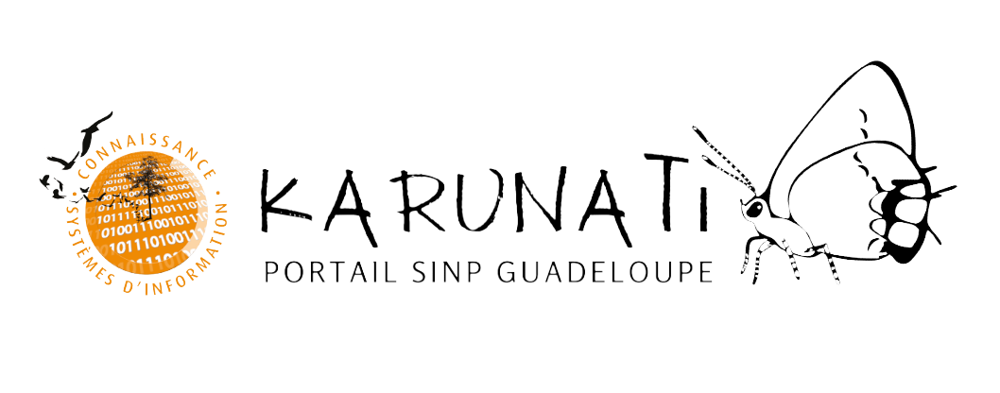 CONNAISSANCE
SYSTÈMES D'INFORMATION
KARUNATI
PORTAIL SINP GUADELOUPE